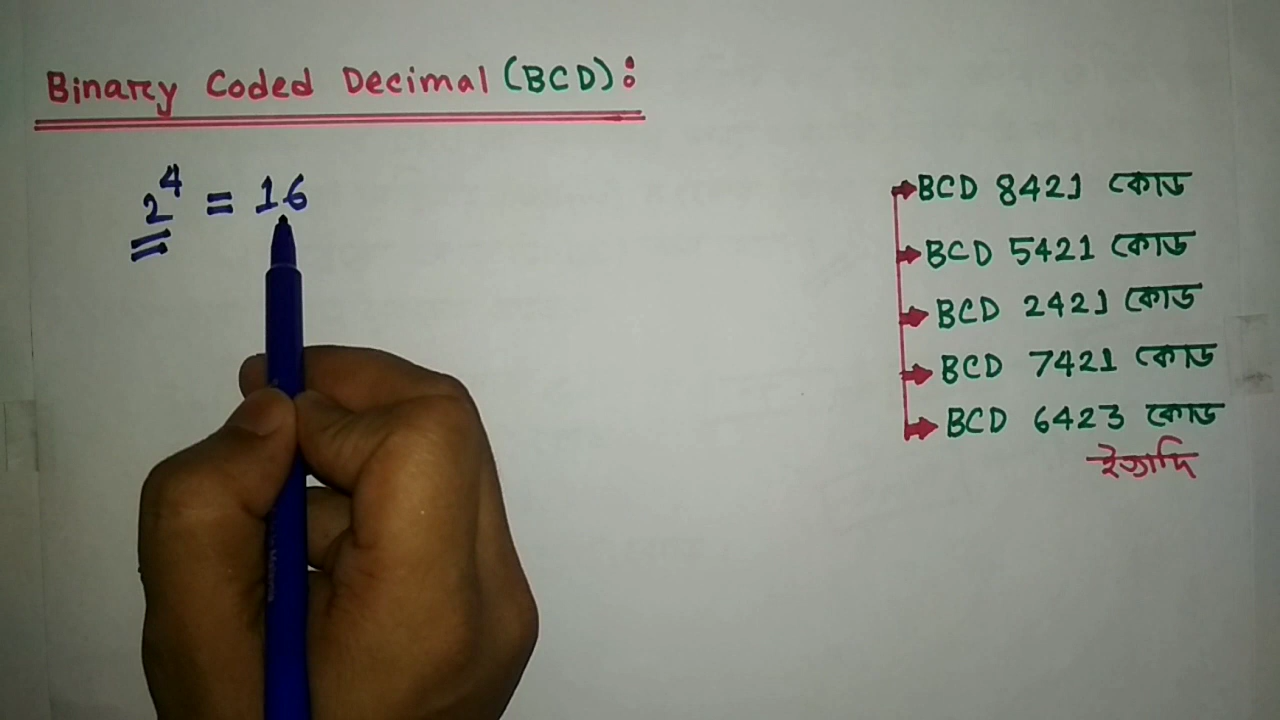 Binary Coded Decimal (BCD):
2⁴ = 16
BCD 8421 কোড
BCD 5421 কোড
BCD 2421 কোড
BCD 7421 কোড
BCD 6423 কোড
ইত্যাদি